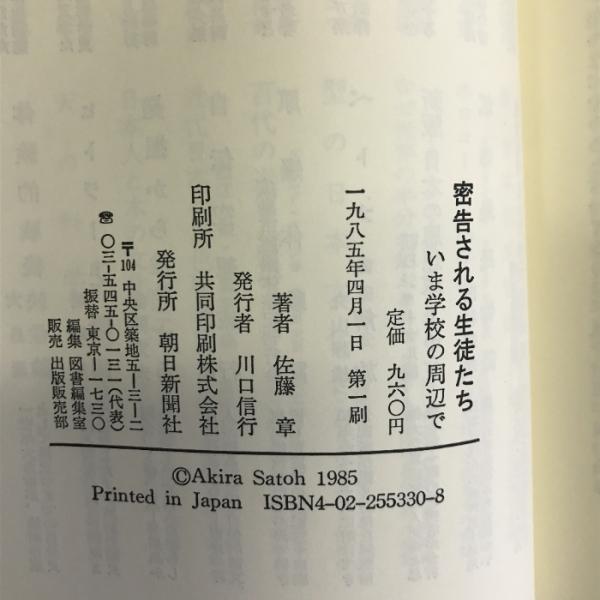 密告される生徒たち
いま学校の周辺で
定価 九六〇円
一九八五年四月一日 第一刷
著者 佐藤 章
発行者 川口信行
印刷所 共同印刷株式会社
発行所 朝日新聞社
〒104 中央区築地五—三—二
☎ 〇三—五四五—〇一三一(代表)
振替 東京—一七三〇
編集 図書編集室
販売 出版販売部
©Akira Satoh 1985
Printed in Japan ISBN4-02-255330-8